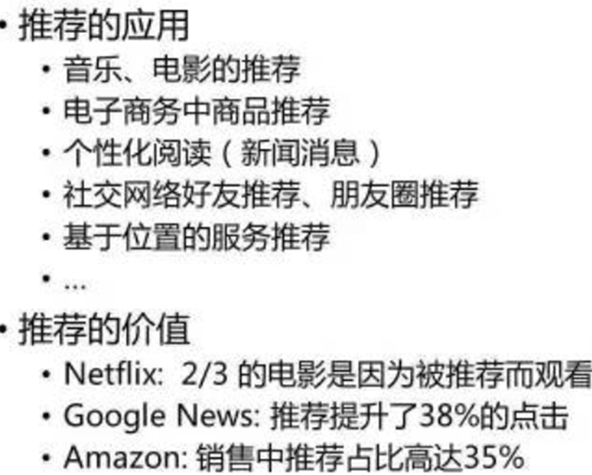 • 推荐的应用
• 音乐、电影的推荐
• 电子商务中商品推荐
• 个性化阅读（新闻消息）
• 社交网络好友推荐、朋友圈推荐
• 基于位置的服务推荐
• ...
• 推荐的价值
• Netflix: 2/3 的电影是因为被推荐而观看
• Google News: 推荐提升了38%的点击
• Amazon: 销售中推荐占比高达35%